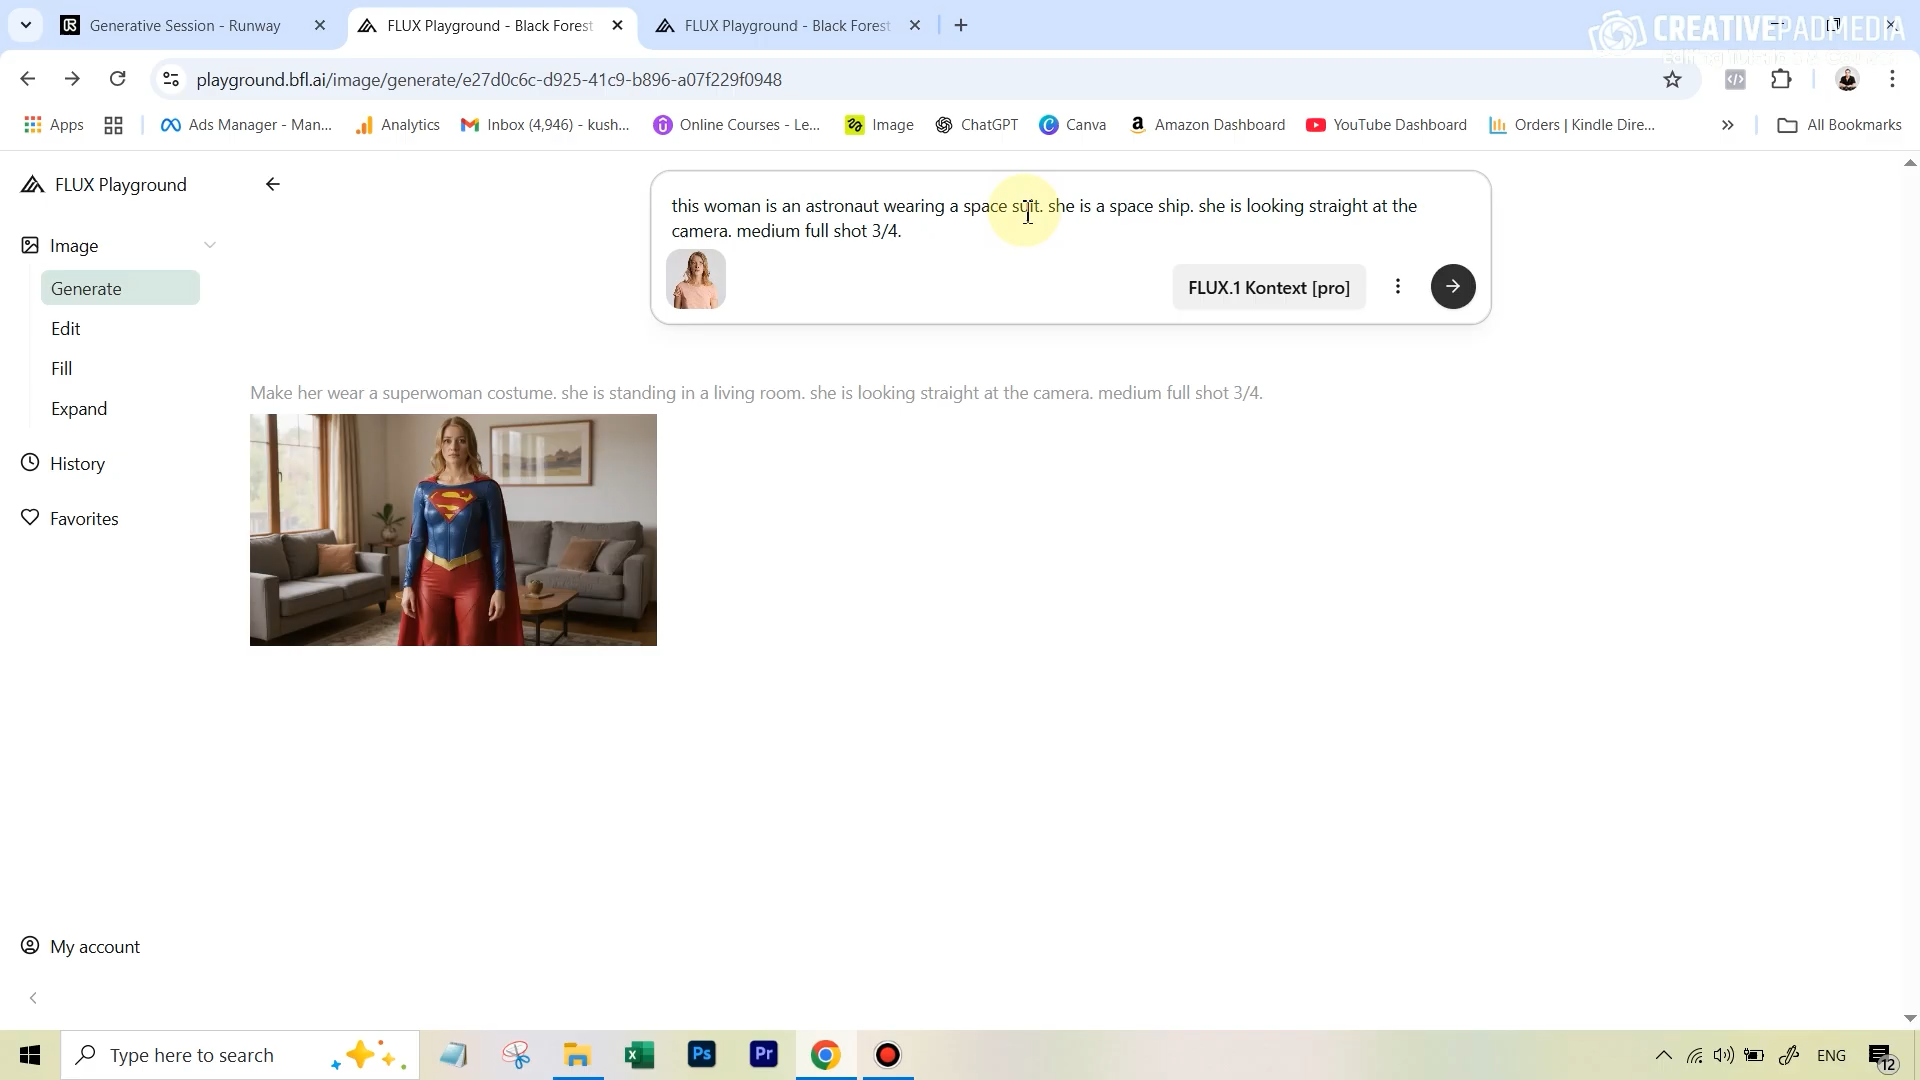 Generative Session - Runway
FLUX Playground - Black Forest
FLUX Playground - Black Forest
CREATIVEPADMEDIA
playground.bfl.ai/image/generate/e27d0c6c-d925-41c9-b896-a07f229f0948
Apps
Ads Manager - Man...
Analytics
Inbox (4,946) - kush...
Online Courses - Le...
Image
ChatGPT
Canva
Amazon Dashboard
YouTube Dashboard
Orders | Kindle Dire...
All Bookmarks
FLUX Playground
this woman is an astronaut wearing a space suit. she is a space ship. she is looking straight at the
camera. medium full shot 3/4.
FLUX.1 Kontext [pro]
Image
Generate
Edit
Fill
Expand
History
Favorites
Make her wear a superwoman costume. she is standing in a living room. she is looking straight at the camera. medium full shot 3/4.
My account
Type here to search
Ps
Pr
ENG
12